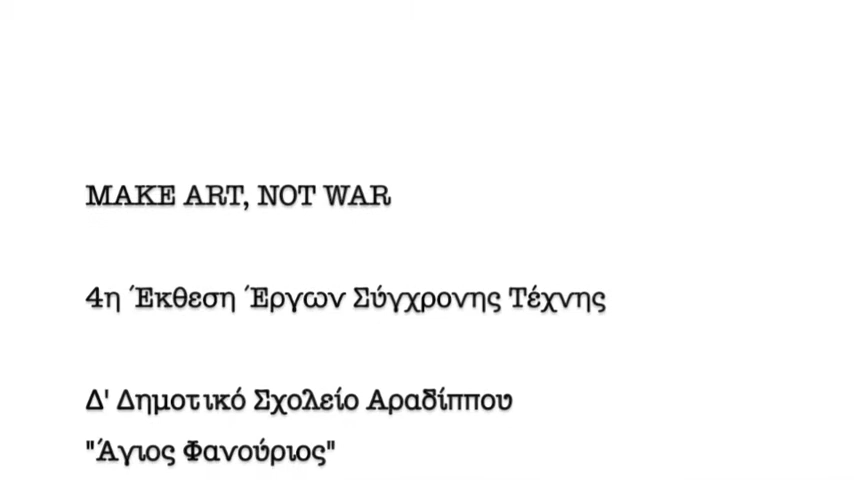 MAKE ART, NOT WAR
4η Έκθεση Έργων Σύγχρονης Τέχνης
Δ' Δημοτικό Σχολείο Αραδίππου
"Άγιος Φανούριος"